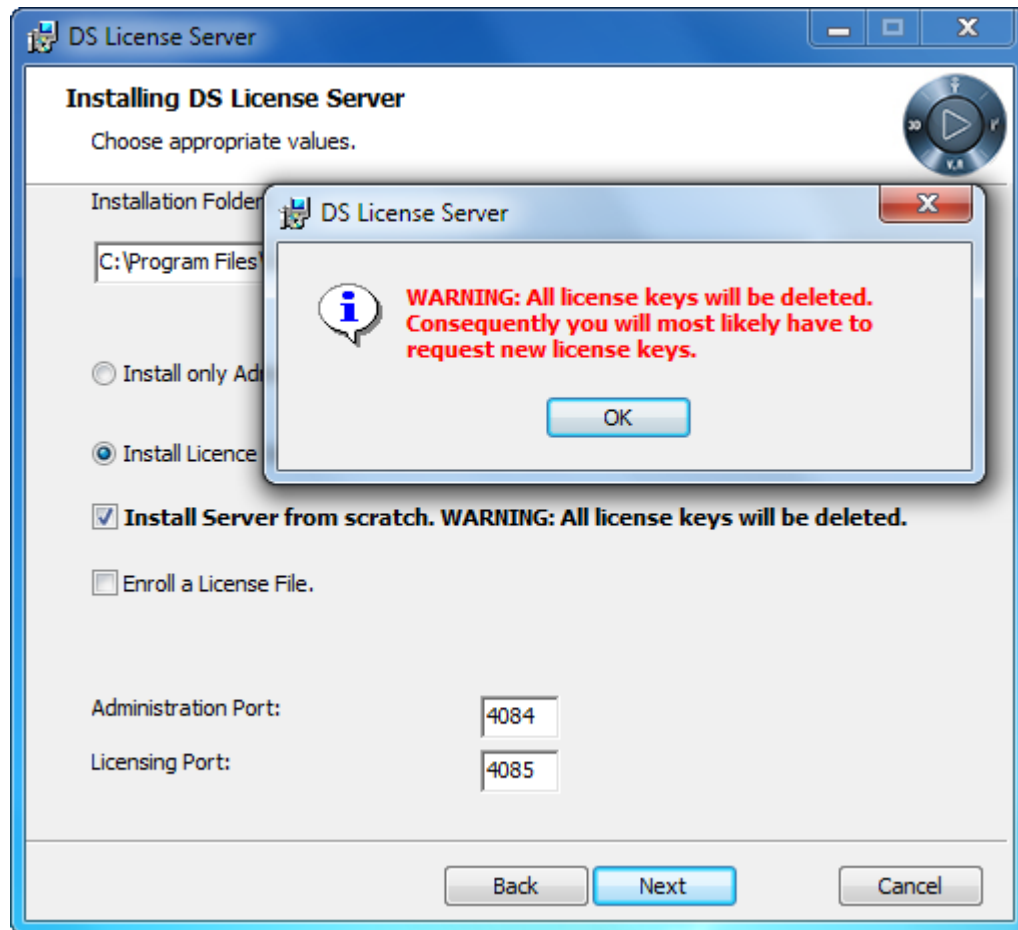 DS License Server
Installing DS License Server
Choose appropriate values.
Installation Folder
C:\Program Files\
DS License Server
WARNING: All license keys will be deleted.
Consequently you will most likely have to
request new license keys.
OK
Install only
Install Licence
Install Server from scratch. WARNING: All license keys will be deleted.
Enroll a License File.
Administration Port:
4084
Licensing Port:
4085
Back
Next
Cancel
3D
V.R